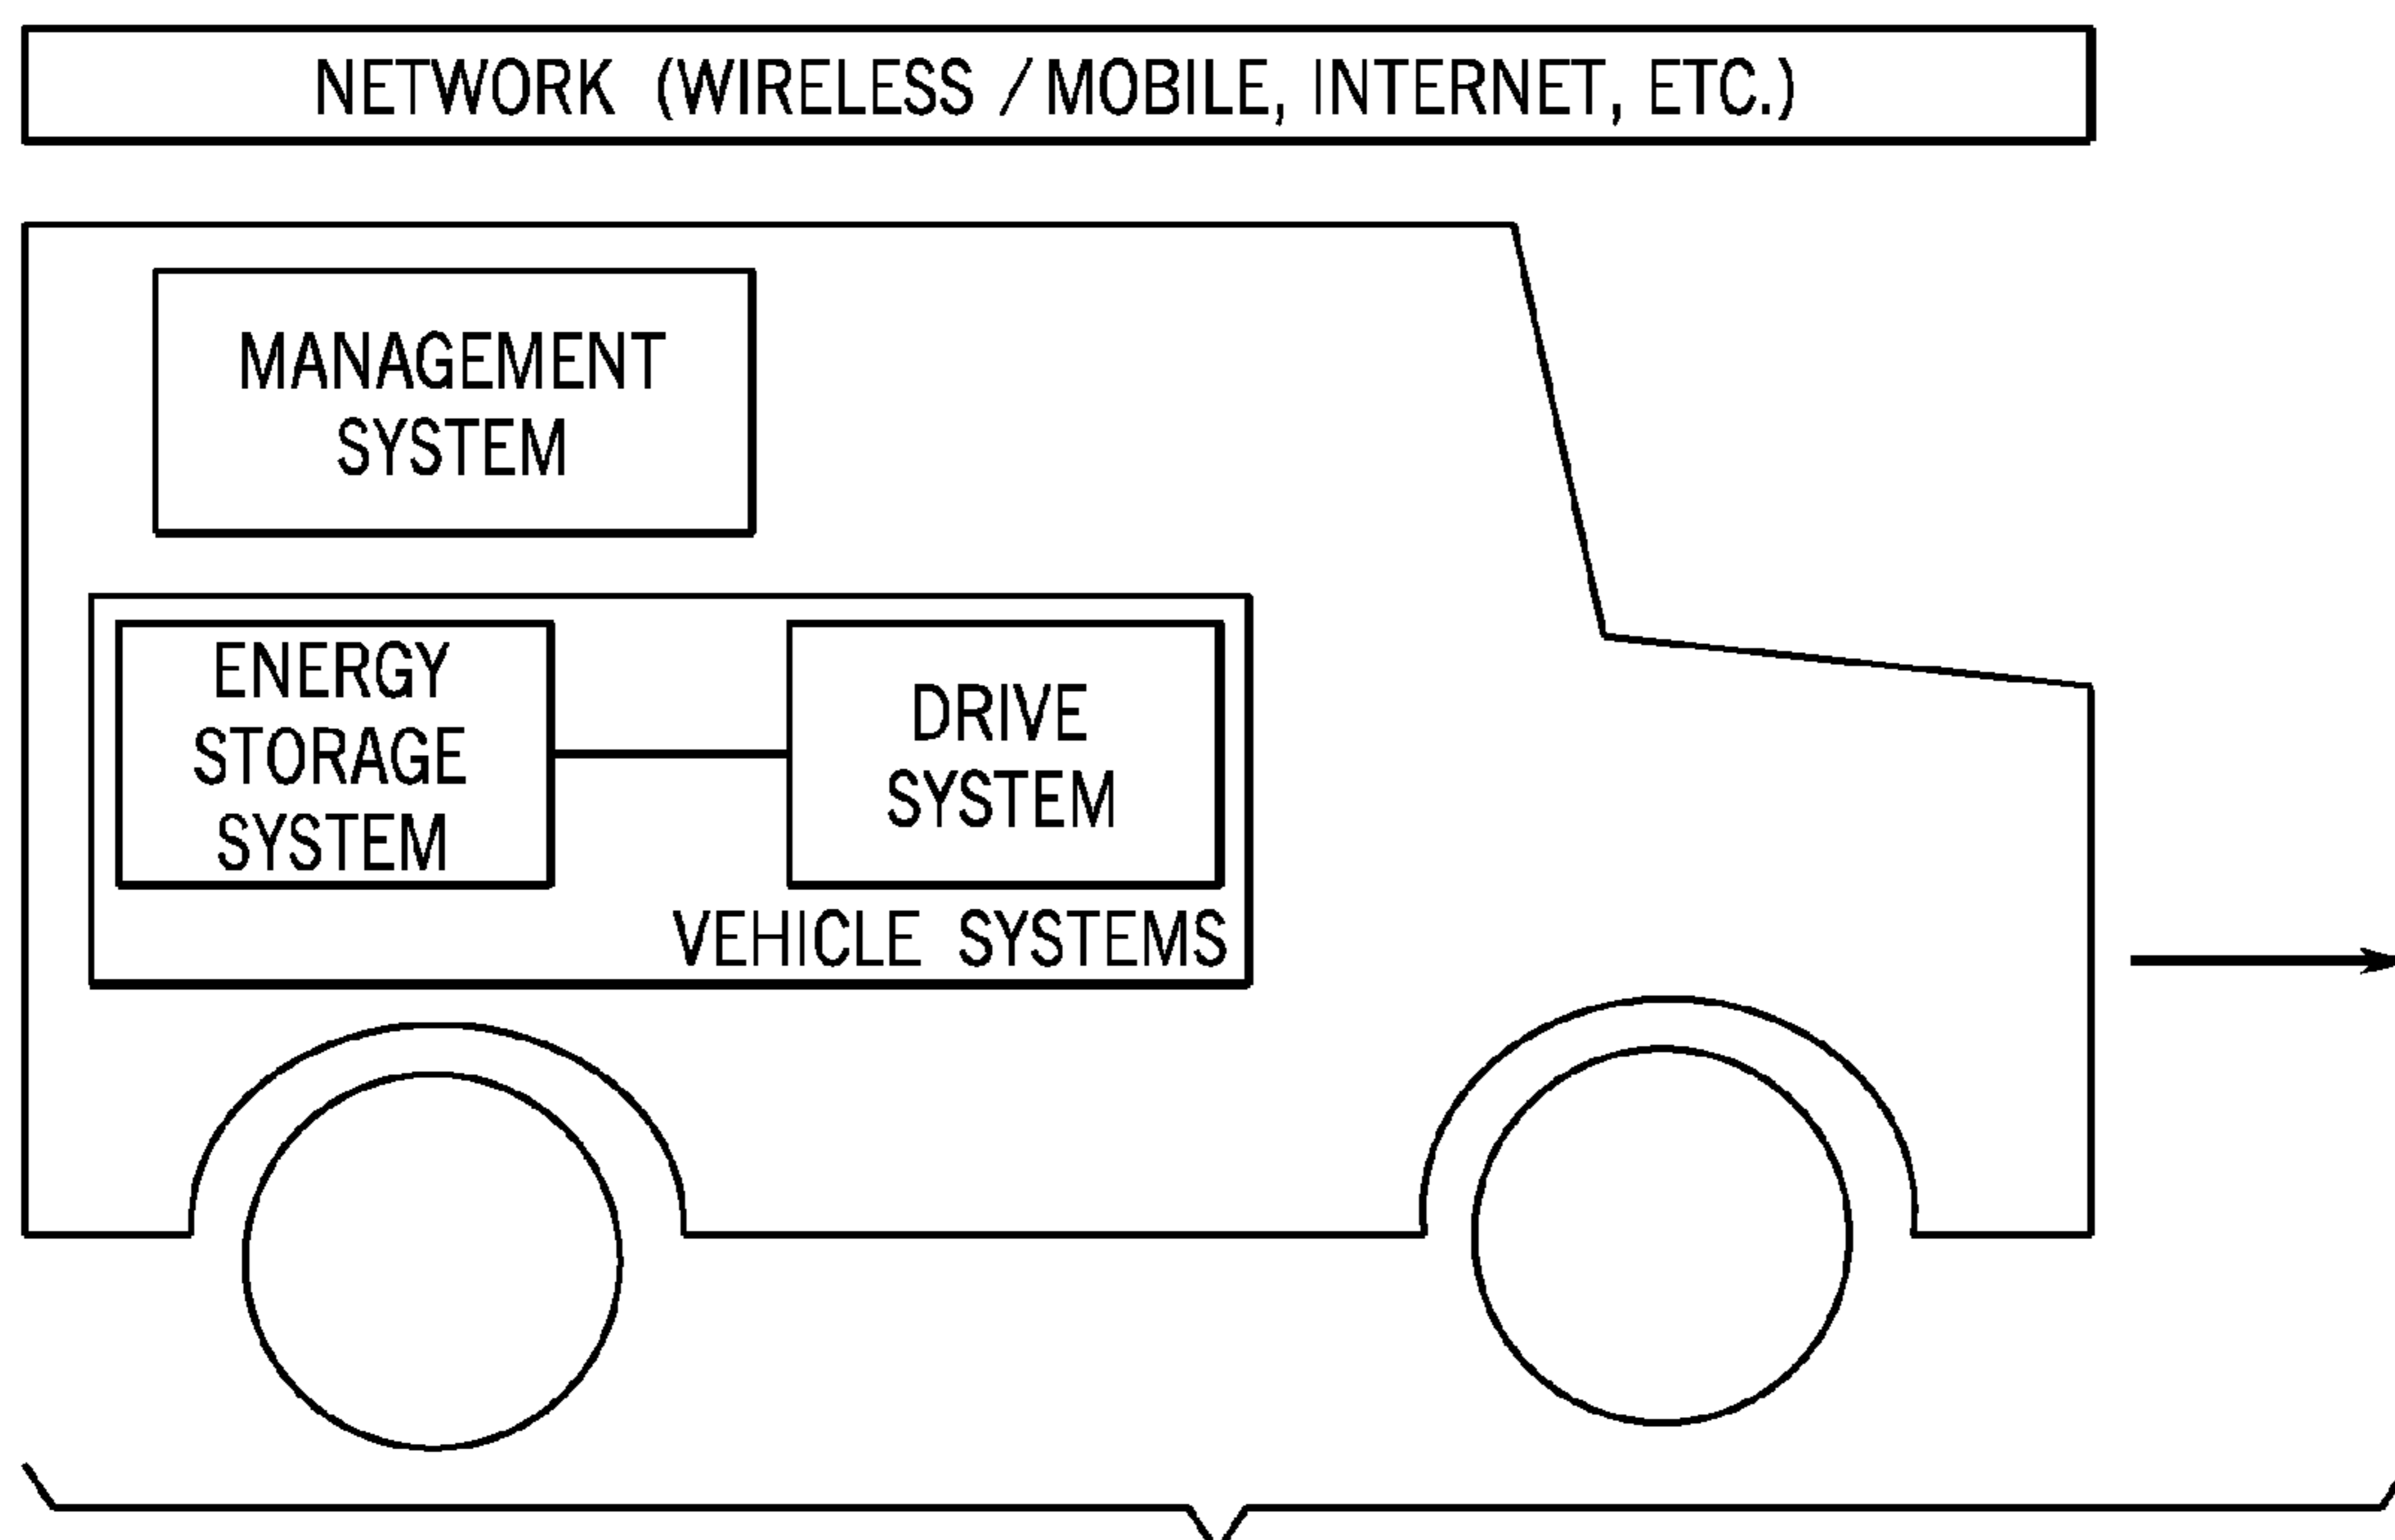 NETWORK (WIRELESS / MOBILE, INTERNET, ETC.)
MANAGEMENT
SYSTEM
ENERGY
STORAGE
SYSTEM
DRIVE
SYSTEM
VEHICLE SYSTEMS